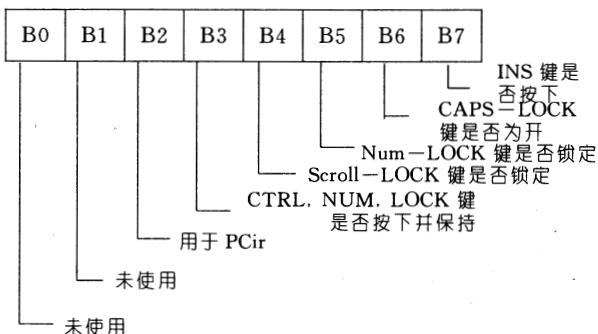 B0 B1 B2 B3 B4 B5 B6 B7
INS 键是
否按下
CAPS-LOCK
键是否为开
Num-LOCK 键是否锁定
Scroll-LOCK 键是否锁定
CTRL, NUM, LOCK 键
是否按下并保持
用于 PCir
未使用
未使用